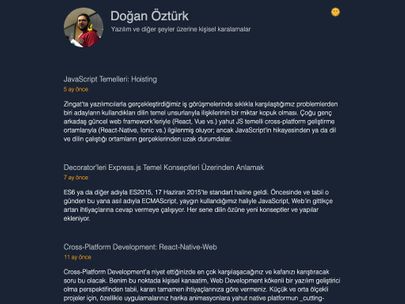 Doğan Öztürk
Yazılım ve diğer şeyler üzerine kişisel karalamalar
JavaScript Temelleri: Hoisting
5 ay önce
Zingat'ta yazılımcılarla gerçekleştirdiğimiz iş görüşmelerinde sıklıkla karşılaştığımız problemlerden
biri adayların kullandıkları dilin temel unsurlarıyla ilişkilerinin bir miktar kopuk olması. Çoğu genç
arkadaş güncel web framework'leriyle (React, Vue vs.) yahut JS temelli cross-platform geliştirme
ortamlarıyla (React-Native, Ionic vs.) ilgilenmiş oluyor; ancak JavaScript'in hikayesinden ya da dil
ve dilin çalıştığı ortamların gerçeklerinden uzak durumdalar.
Decorator'leri Express.js Temel Konseptleri Üzerinden Anlamak
7 ay önce
ES6 ya da diğer adıyla ES2015, 17 Haziran 2015'te standart haline geldi. Öncesinde ve tabii o
günden bu yana asıl adıyla ECMAScript, yaygın kullandığımız haliyle JavaScript, Web'in gittikçe
artan ihtiyaçlarına cevap vermeye çalışıyor. Her sene dilin özüne yeni konseptler ve yapılar
ekleniyor.
Cross-Platform Development: React-Native-Web
11 ay önce
Cross-Platform Development'a niyet ettiğinizde en çok karşılaşacağınız ve kafanızı karıştıracak
soru bu olacak. Benim bu noktada kişisel kanaatim, Web Development kökenli bir yazılım geliştirici
olma perspektifinden tabii, kararı tamamen ihtiyaçlarınıza göre vermeniz. Küçük ve orta ölçekli
projeler için, özellikle uygulamalarınız harika animasyonlara yahut native platformun _cutting-